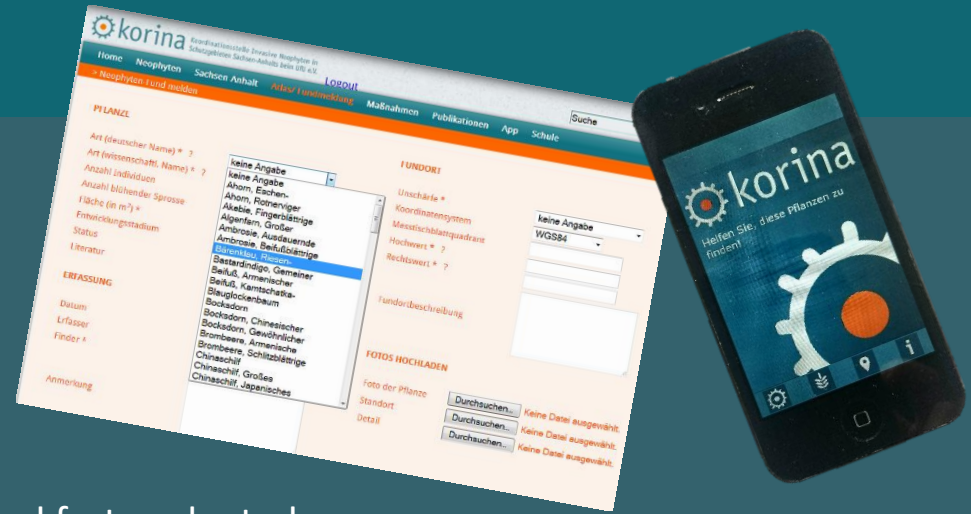 korina Koordinationsstelle Invasive Neophyten in
Schutzgebieten Sachsen-Anhalts beim UfU e.V.
Logout
Suche
Home Neophyten Sachsen Anhalt Atlas/ Fundmeldung Maßnahmen Publikationen App Schule
> Neophyten-Fund melden
PFLANZE
Art (deutscher Name) * ?
Art (wissenschaftl. Name) * ?
Anzahl Individuen
Anzahl blühender Sprosse
Fläche (in m²) *
Entwicklungsstadium
Status
Literatur
ERFASSUNG
Datum
Erfasser
Finder *
Anmerkung
keine Angabe
keine Angabe
Ahorn, Eschen-
Ahorn, Rotnerviger
Akebie, Fingerblättrige
Algenfarn, Großer
Ambrosie, Ausdauernde
Ambrosie, Beifußblättrige
Bärenklau, Riesen-
Bastardindigo, Gemeiner
Beifuß, Armenischer
Beifuß, Kamtschatka-
Blauglockenbaum
Bocksdorn
Bocksdorn, Chinesischer
Bocksdorn, Gewöhnlicher
Brombeere, Armenische
Brombeere, Schlitzblättrige
Chinaschilf
Chinaschilf, Großes
Chinaschilf, Japanisches
FUNDORT
Unschärfe *
Koordinatensystem
Messtischblattquadrant
Hochwert * ?
Rechtswert * ?
keine Angabe
WGS84
Fundortbeschreibung
FOTOS HOCHLADEN
Foto der Pflanze Durchsuchen... Keine Datei ausgewählt.
Standort Durchsuchen... Keine Datei ausgewählt.
Detail Durchsuchen... Keine Datei ausgewählt.
korina
Helfen Sie, diese Pflanzen zu
finden!
i